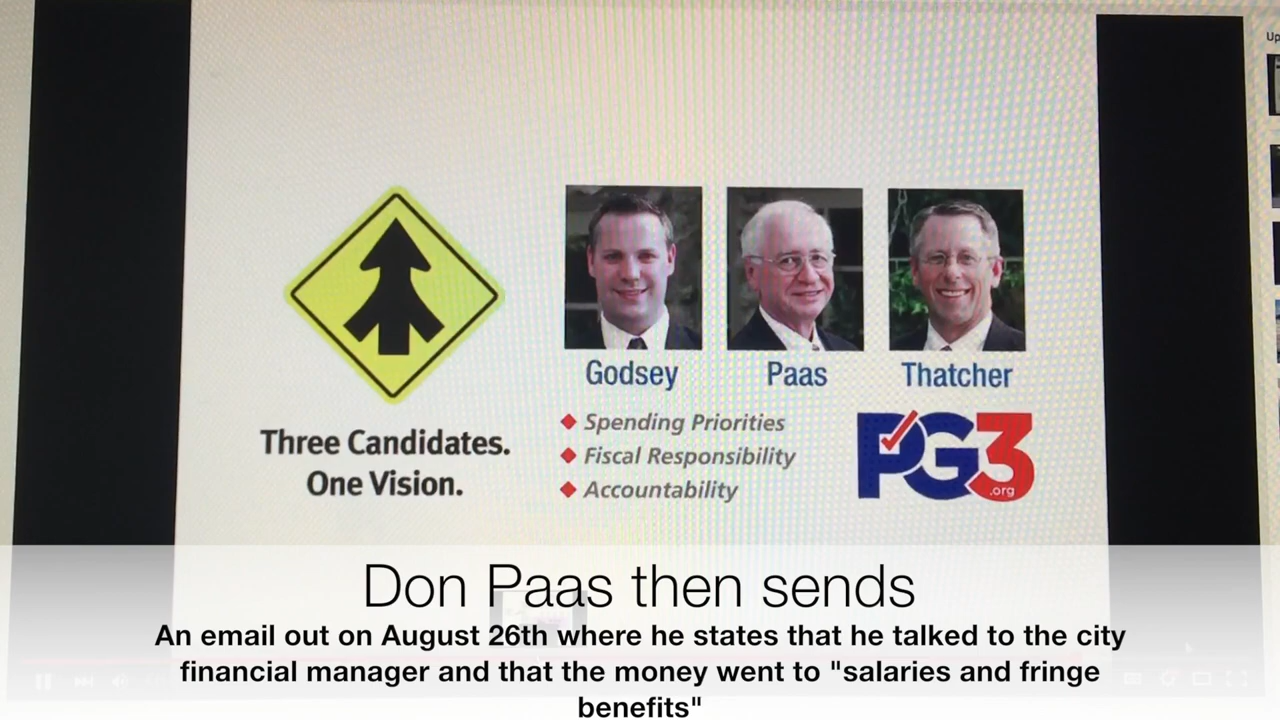 Up
Godsey
Paas
Thatcher
Three Candidates.
One Vision.
Spending Priorities
Fiscal Responsibility
Accountability
PG3
.org
Don Paas then sends
An email out on August 26th where he states that he talked to the city
financial manager and that the money went to "salaries and fringe
benefits"